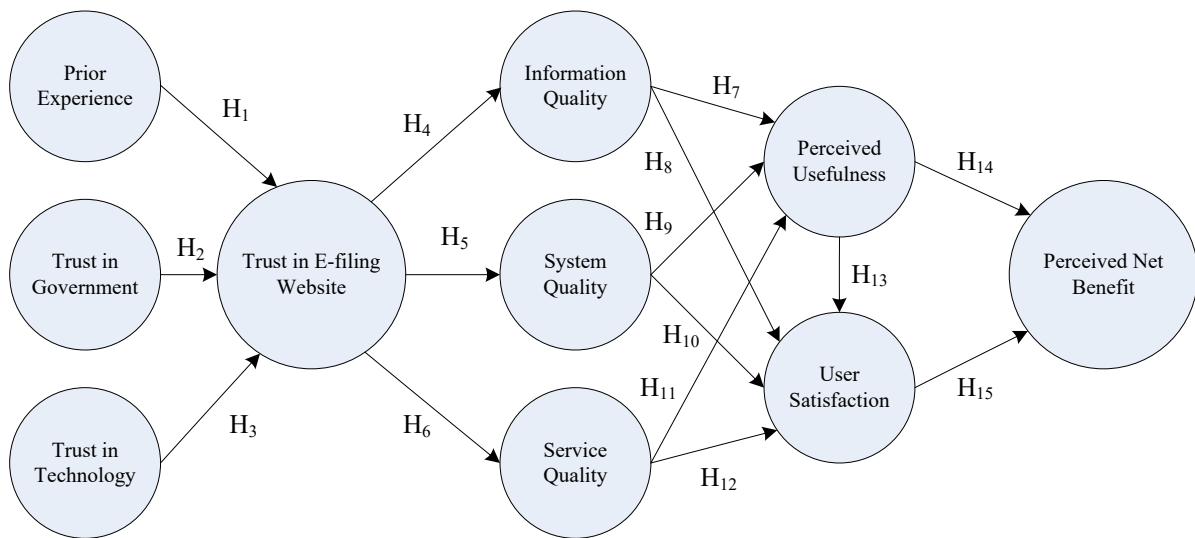 Prior
Experience
H1
Trust in
Government
H2
Trust in
Technology
H3
Trust in E-filing
Website
H4
H5
H6
Information
Quality
System
Quality
Service
Quality
H7
H8
H9
H10
H11
H12
Perceived
Usefulness
H13
User
Satisfaction
H14
H15
Perceived Net
Benefit